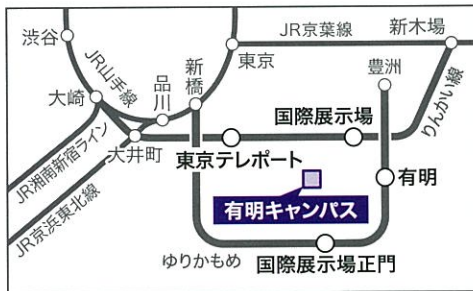 JR京葉線
新木場
渋谷
東京
JR山手線
新橋
豊洲
品川
りんかい線
大崎
国際展示場
大井町
東京テレポート
JR湘南新宿ライン
有明
有明キャンパス
JR京浜東北線
ゆりかもめ
国際展示場正門